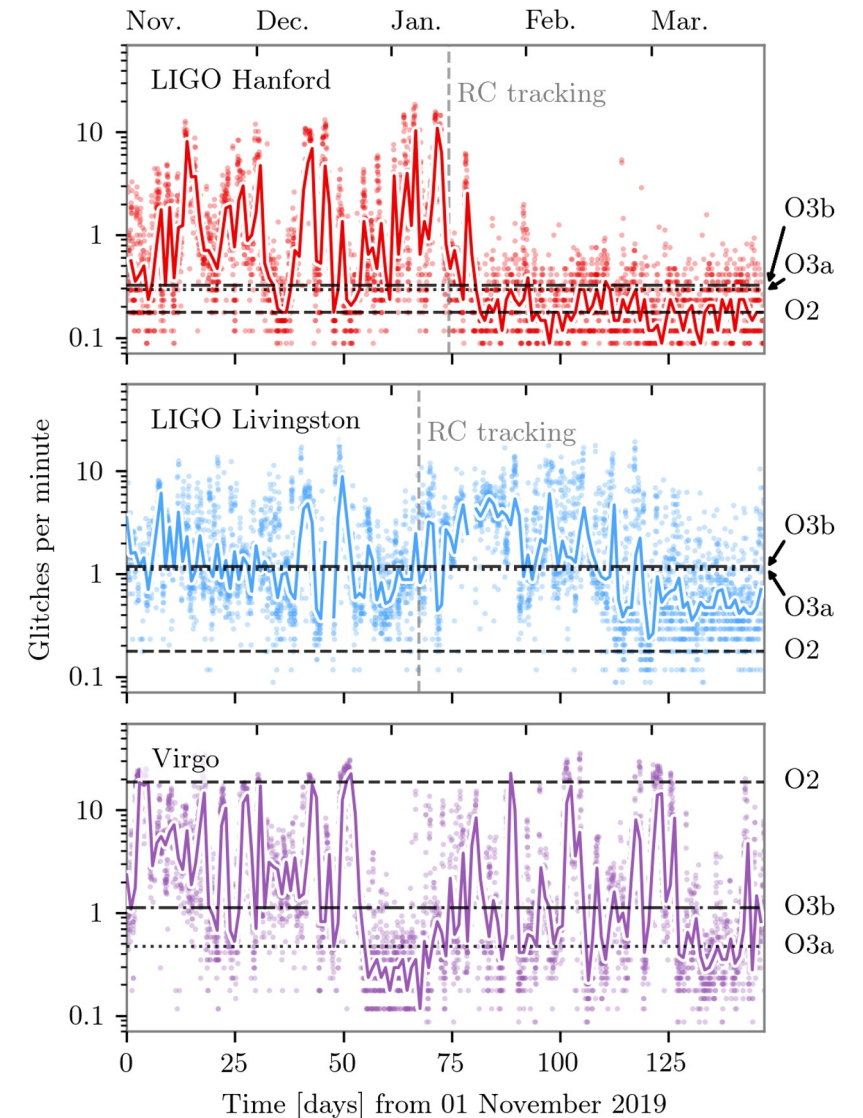 Nov. Dec. Jan. Feb. Mar.
LIGO Hanford
RC tracking
10
1
0.1
O3b
O3a
O2
LIGO Livingston
RC tracking
10
1
0.1
O3b
O3a
O2
Glitches per minute
Virgo
10
1
0.1
O2
O3b
O3a
0 25 50 75 100 125
Time [days] from 01 November 2019